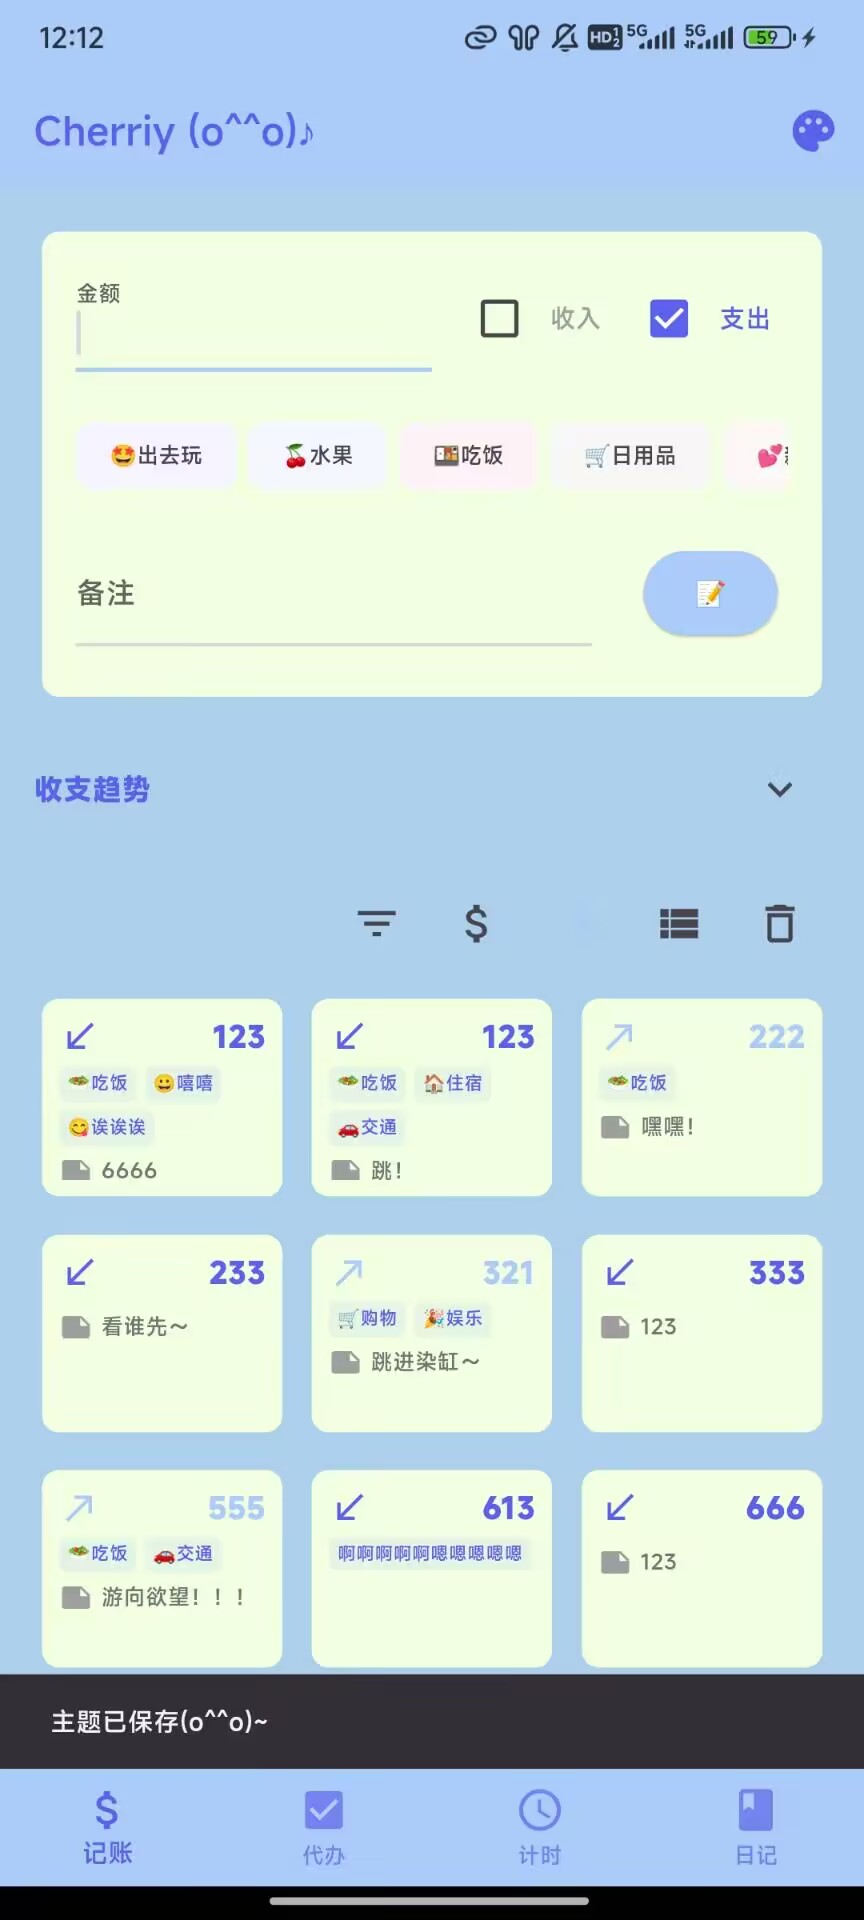 12:12 HD 1 2 5G 5G 59
Cherriy (o^^o)♪
金额
收入 支出
🤩出去玩 🍒水果 🍱吃饭 🛒日用品 💕
备注 📝
收支趋势
123 123 222
🥗吃饭 😀嘻嘻 🥗吃饭 🏠住宿 🥗吃饭
😋诶诶诶 🚗交通 嘿嘿！
6666 跳！
233 321 333
看谁先～ 🛒购物 🎉娱乐 123
跳进染缸～
555 613 666
🥗吃饭 🚗交通 啊啊啊啊啊嗯嗯嗯嗯嗯 123
游向欲望！！！
主题已保存(o^^o)~
记账 代办 计时 日记